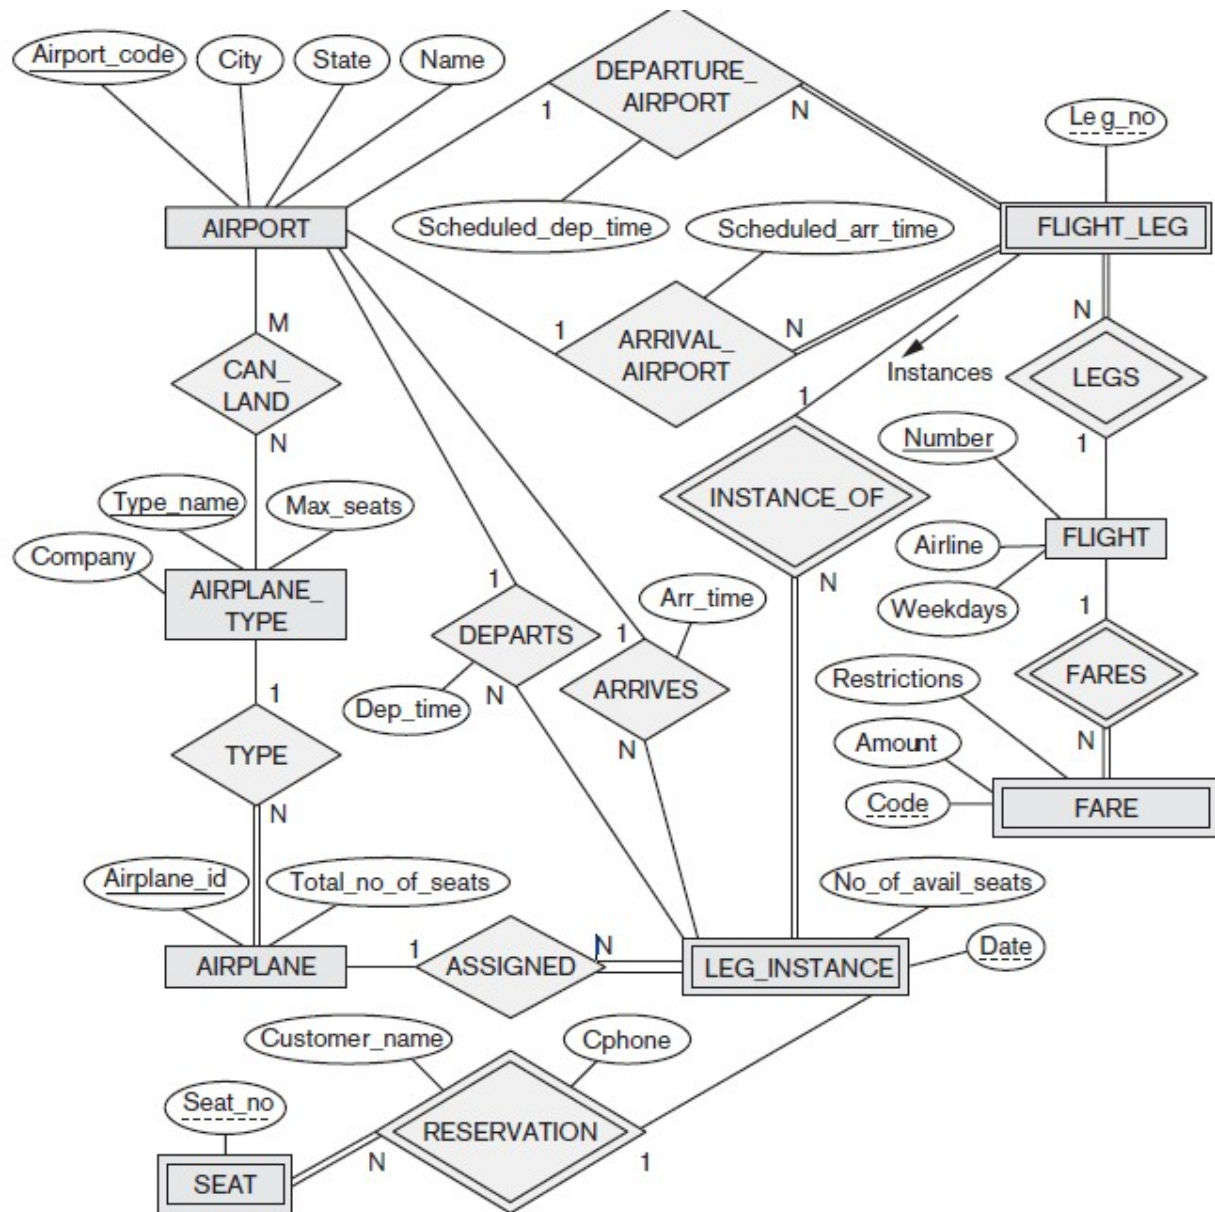 Airport_code
City
State
Name
DEPARTURE_
AIRPORT
1
N
Leg_no
AIRPORT
Scheduled_dep_time
Scheduled_arr_time
FLIGHT_LEG
M
1
ARRIVAL_
AIRPORT
N
Instances
N
LEGS
CAN_
LAND
N
1
Number
1
Type_name
Max_seats
INSTANCE_OF
Company
AIRPLANE_
TYPE
Airline
FLIGHT
N
1
Arr_time
Weekdays
1
DEPARTS
1
1
N
ARRIVES
Restrictions
FARES
Dep_time
TYPE
N
Amount
N
N
Code
FARE
Airplane_id
Total_no_of_seats
No_of_avail_seats
AIRPLANE
1
ASSIGNED
N
LEG_INSTANCE
Date
Customer_name
Cphone
Seat_no
RESERVATION
N
1
SEAT